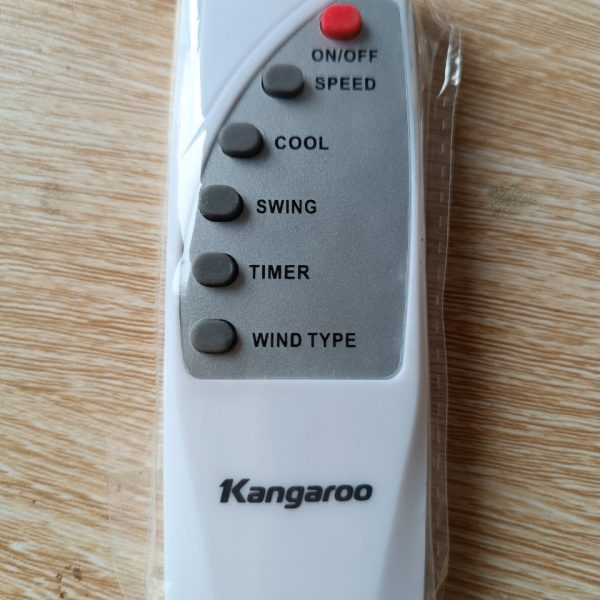 ON/OFF
SPEED
COOL
SWING
TIMER
WIND TYPE
Kangaroo